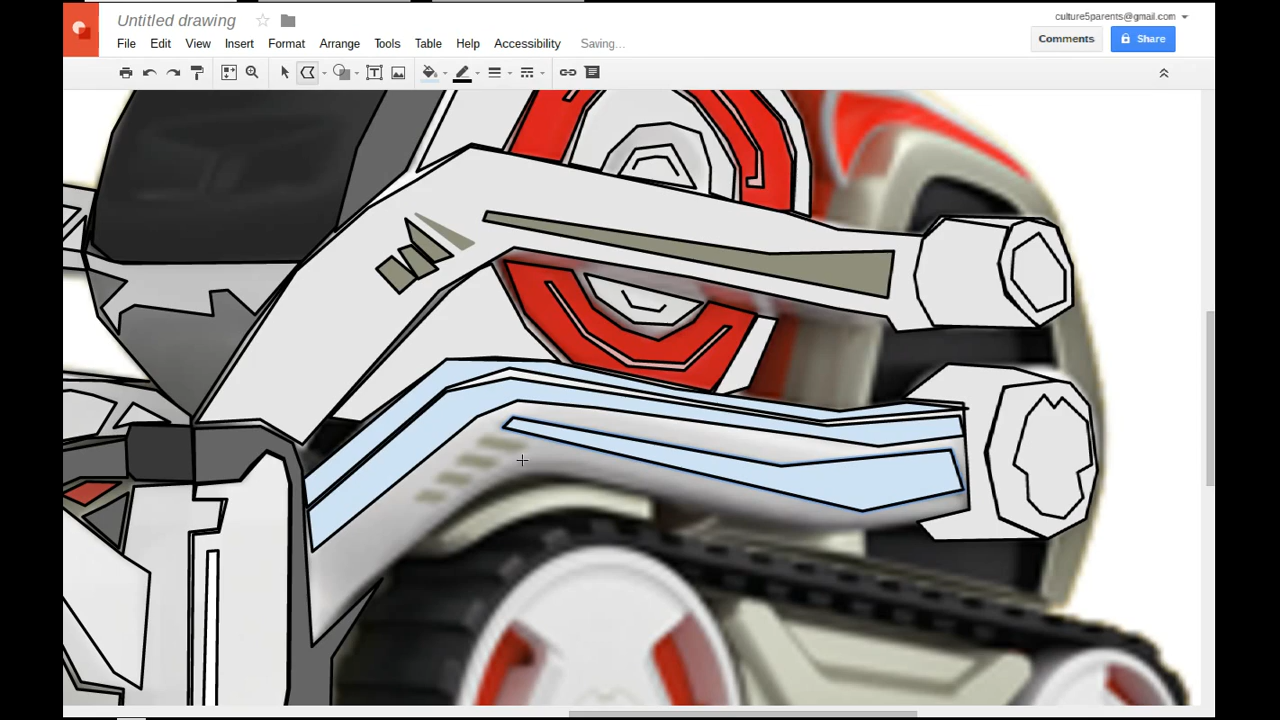 Untitled drawing
culture5parents@gmail.com
File Edit View Insert Format Arrange Tools Table Help Accessibility Saving...
Comments Share